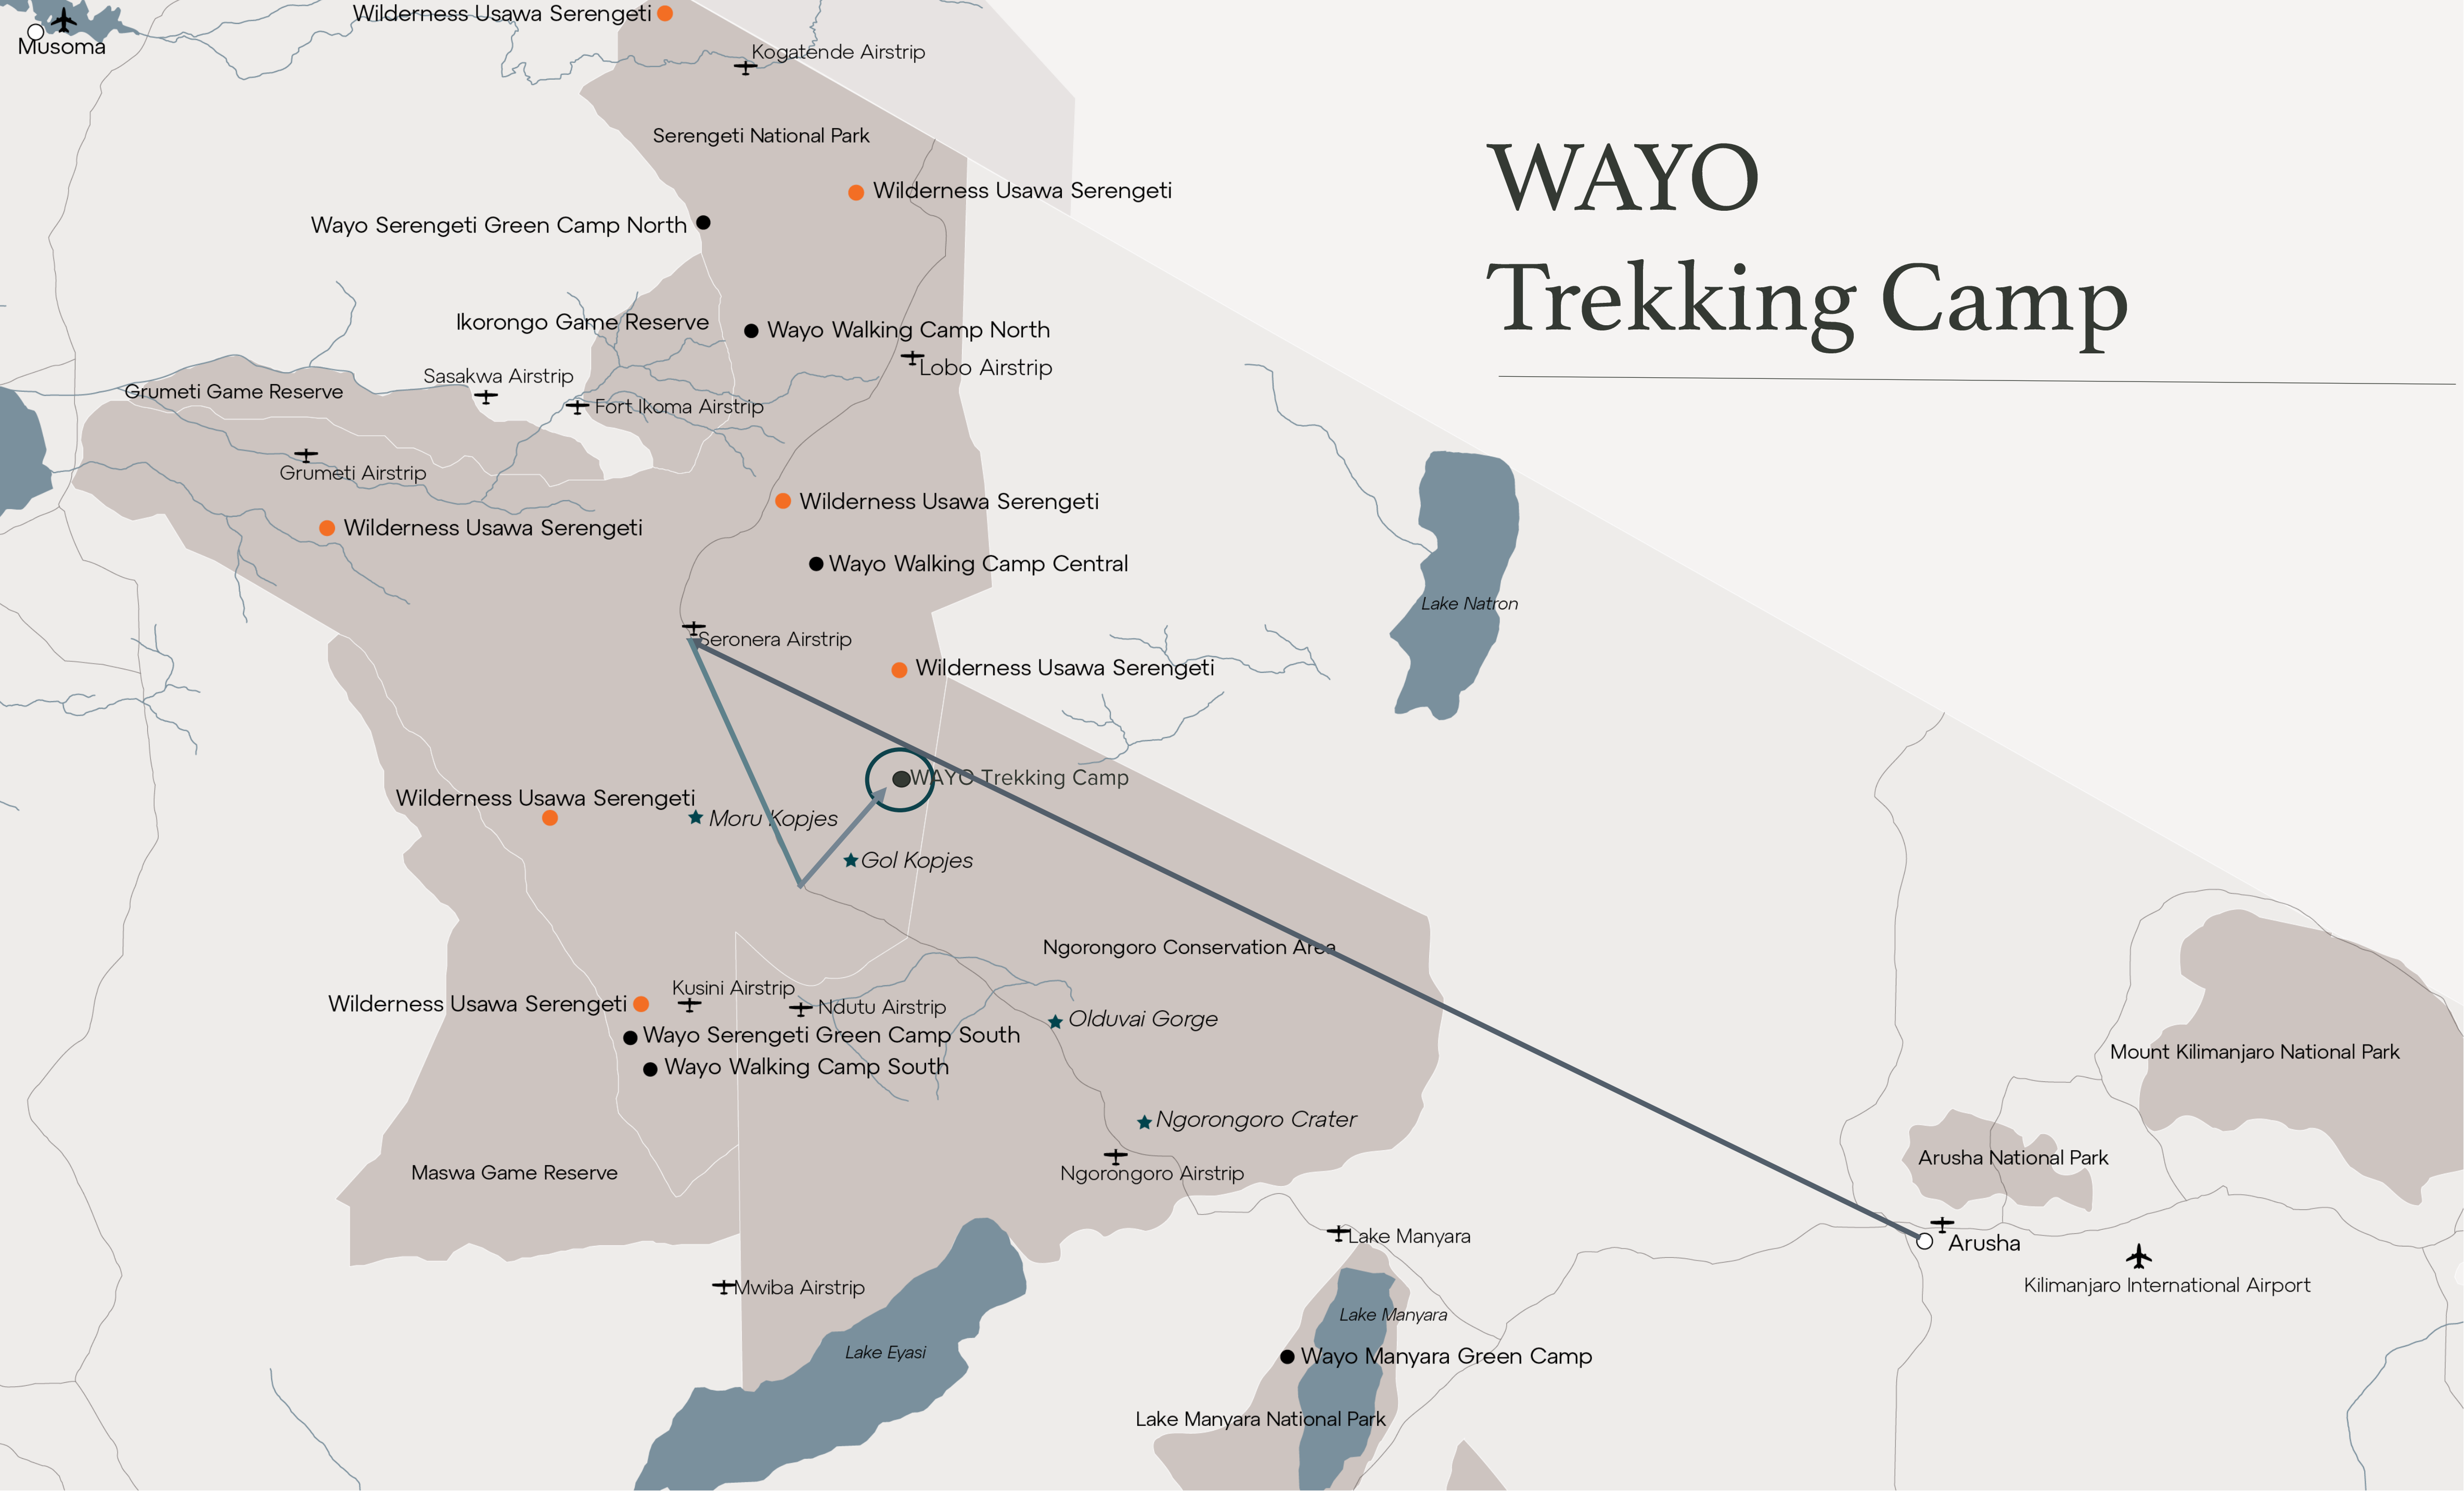 Wilderness Usawa Serengeti
Musoma
Kogatende Airstrip
WAYO
Trekking Camp
Serengeti National Park
Wilderness Usawa Serengeti
Wayo Serengeti Green Camp North
Ikorongo Game Reserve
Wayo Walking Camp North
Lobo Airstrip
Sasakwa Airstrip
Grumeti Game Reserve
Fort Ikoma Airstrip
Grumeti Airstrip
Wilderness Usawa Serengeti
Wilderness Usawa Serengeti
Wayo Walking Camp Central
Lake Natron
Seronera Airstrip
Wilderness Usawa Serengeti
WAYO Trekking Camp
Wilderness Usawa Serengeti
Moru Kopjes
Gol Kopjes
Ngorongoro Conservation Area
Kusini Airstrip
Wilderness Usawa Serengeti
Ndutu Airstrip
Olduvai Gorge
Wayo Serengeti Green Camp South
Mount Kilimanjaro National Park
Wayo Walking Camp South
Ngorongoro Crater
Arusha National Park
Maswa Game Reserve
Ngorongoro Airstrip
Lake Manyara
Arusha
Mwiba Airstrip
Kilimanjaro International Airport
Lake Manyara
Lake Eyasi
Wayo Manyara Green Camp
Lake Manyara National Park